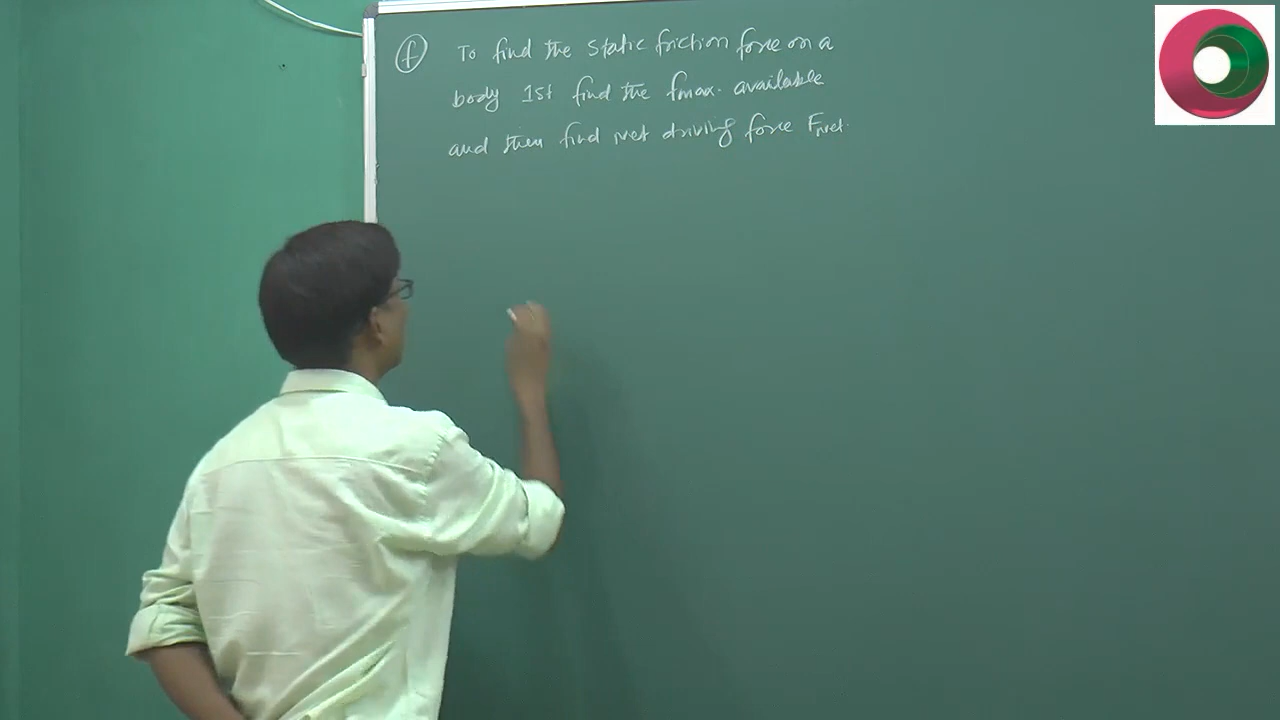 (f) To find the static friction force on a
body 1st find the fmax. available
and then find net driving force Fnet.